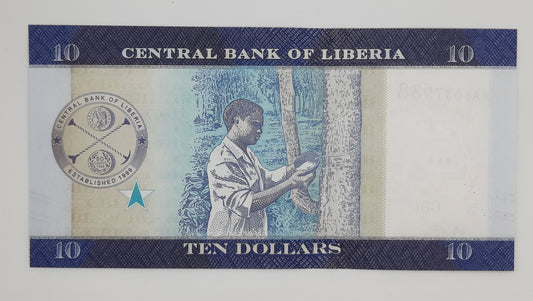 10 CENTRAL BANK OF LIBERIA 10
CENTRAL BANK OF LIBERIA
ESTABLISHED 1999
10 TEN DOLLARS 10